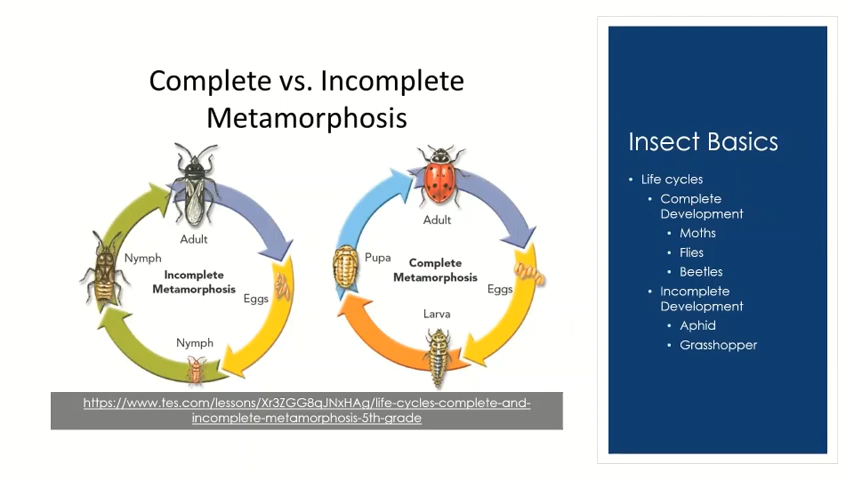 Complete vs. Incomplete
Metamorphosis
Adult
Nymph
Incomplete
Metamorphosis
Eggs
Nymph
Adult
Pupa
Complete
Metamorphosis
Eggs
Larva
https://www.tes.com/lessons/Xr3ZGG8qJNxHAg/life-cycles-complete-and-
incomplete-metamorphosis-5th-grade
Insect Basics
• Life cycles
• Complete
Development
• Moths
• Flies
• Beetles
• Incomplete
Development
• Aphid
• Grasshopper